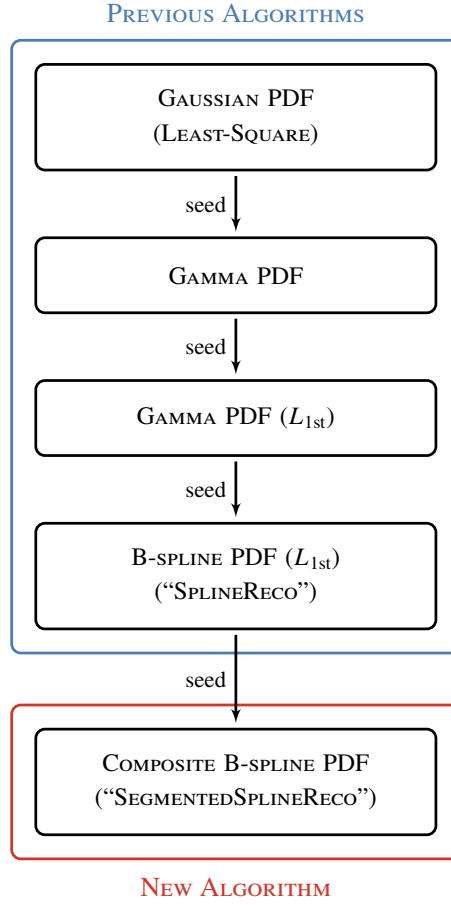 Previous Algorithms
Gaussian PDF
(Least-Square)
seed
Gamma PDF
seed
Gamma PDF (L1st)
seed
B-spline PDF (L1st)
(“SplineReco”)
seed
Composite B-spline PDF
(“SegmentedSplineReco”)
New Algorithm